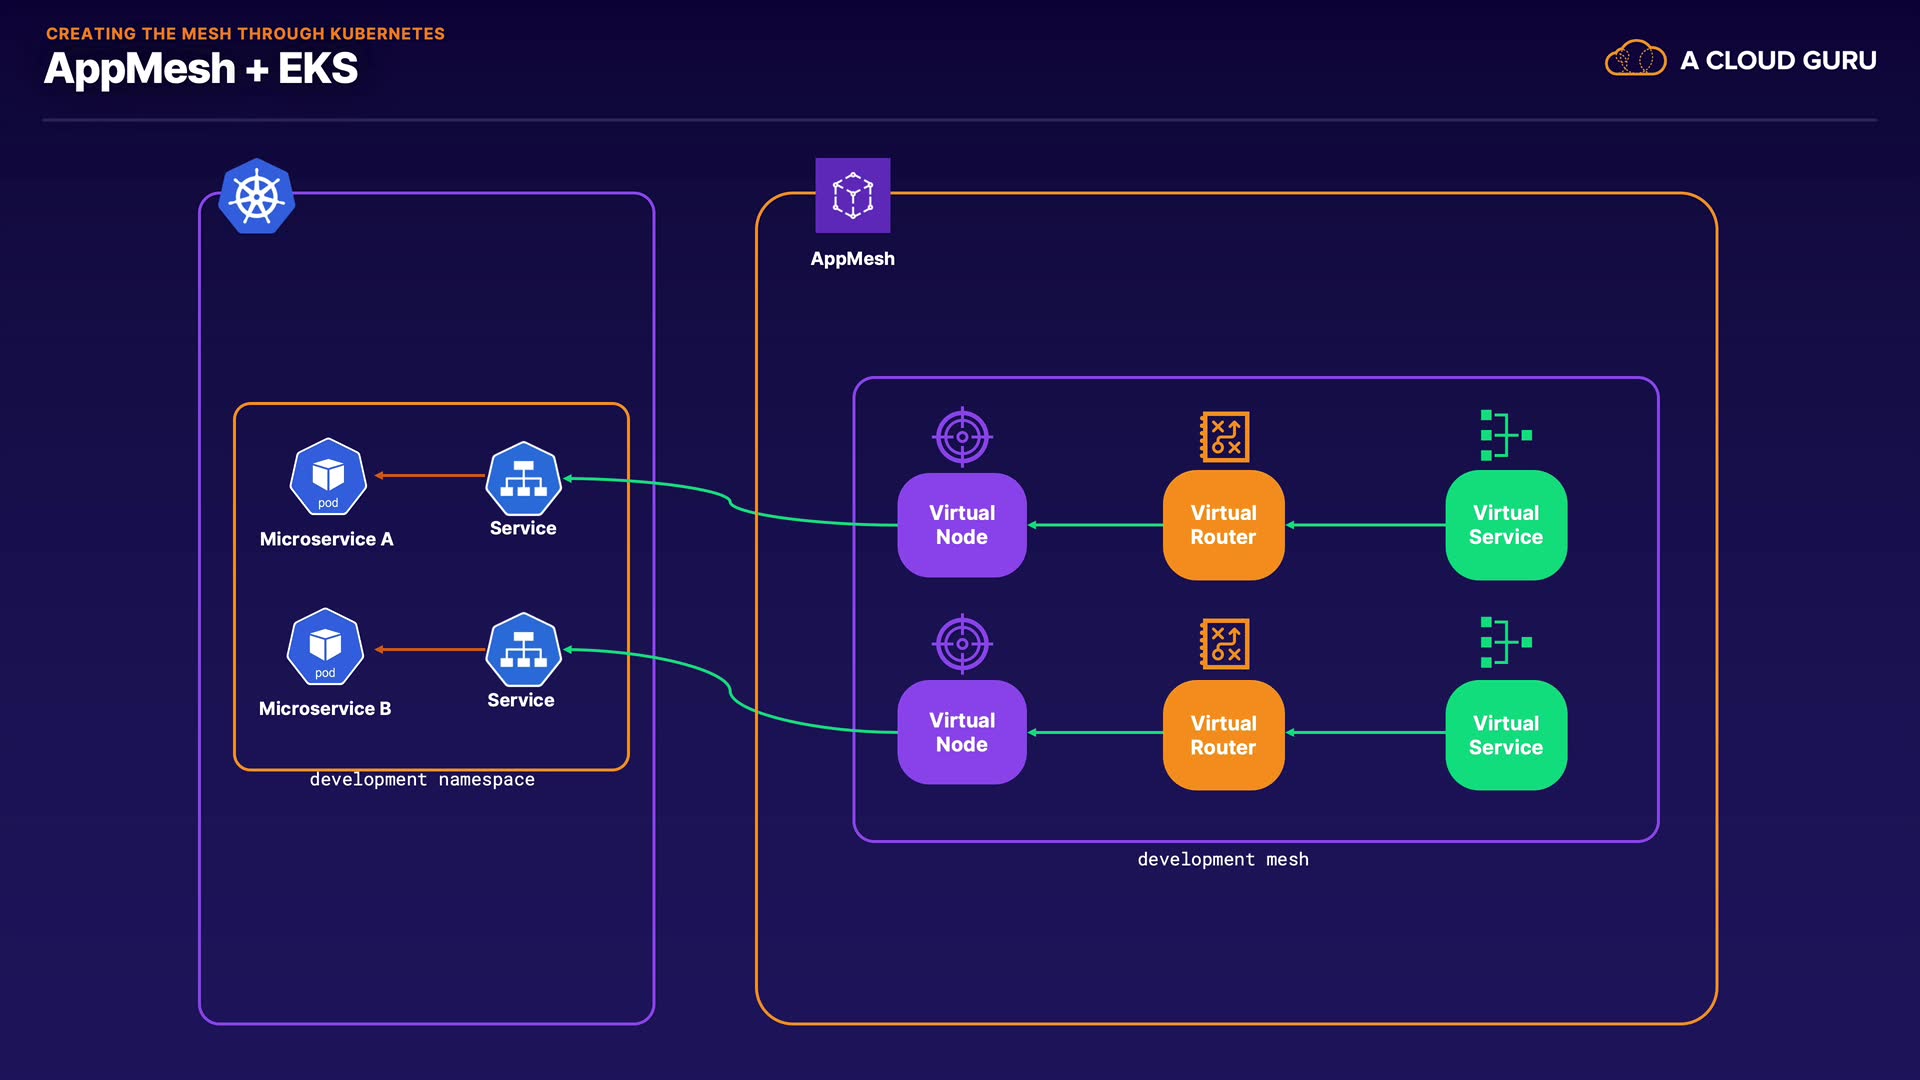 CREATING THE MESH THROUGH KUBERNETES
AppMesh + EKS
A CLOUD GURU
AppMesh
pod
Microservice A
Service
pod
Microservice B
Service
development namespace
Virtual
Node
Virtual
Router
Virtual
Service
Virtual
Node
Virtual
Router
Virtual
Service
development mesh